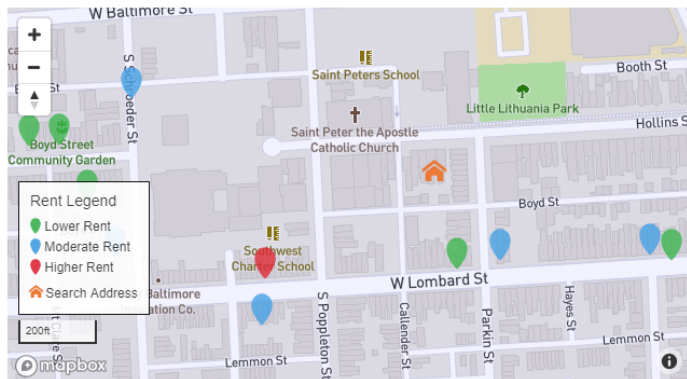 W Baltimore St
S Schroeder St
Saint Peters School
Booth St
Little Lithuania Park
Hollins S
Saint Peter the Apostle
Catholic Church
Boyd Street
Community Garden
Rent Legend
Lower Rent
Moderate Rent
Higher Rent
Search Address
Boyd St
Southwest
Charter School
W Lombard St
Baltimore
S Poppleton St
Callender St
Parkin St
Hayes St
200ft
Lemmon St
Lemmon St
mapbox